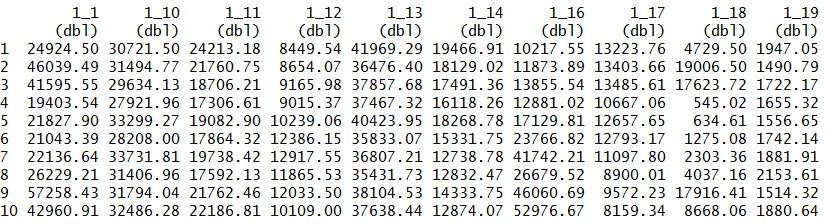 1_1 1_10 1_11 1_12 1_13 1_14 1_16 1_17 1_18 1_19
(dbl) (dbl) (dbl) (dbl) (dbl) (dbl) (dbl) (dbl) (dbl) (dbl)
1 24924.50 30721.50 24213.18 8449.54 41969.29 19466.91 10217.55 13223.76 4729.50 1947.05
2 46039.49 31494.77 21760.75 8654.07 36476.40 18129.02 11873.89 13403.66 19006.50 1490.79
3 41595.55 29634.13 18706.21 9165.98 37857.68 17491.36 13855.54 13485.61 17623.72 1722.17
4 19403.54 27921.96 17306.61 9015.37 37467.32 16118.26 12881.02 10667.06 545.02 1655.32
5 21827.90 33299.27 19082.90 10239.06 40423.95 18268.78 17129.81 12657.65 634.61 1556.65
6 21043.39 28208.00 17864.32 12386.15 35833.07 15331.75 23766.82 12793.17 1275.08 1742.14
7 22136.64 33731.81 19738.42 12917.55 36807.21 12738.78 41742.21 11097.80 2303.36 1881.91
8 26229.21 31406.96 17592.13 11865.53 35431.73 12832.47 26679.52 8900.01 4037.16 2153.61
9 57258.43 31794.04 21762.46 12033.50 38104.53 14333.75 46060.69 9572.23 17916.41 1514.32
10 42960.91 32486.28 22186.81 10109.00 37638.44 12874.07 52976.67 8159.34 8668.06 1880.64